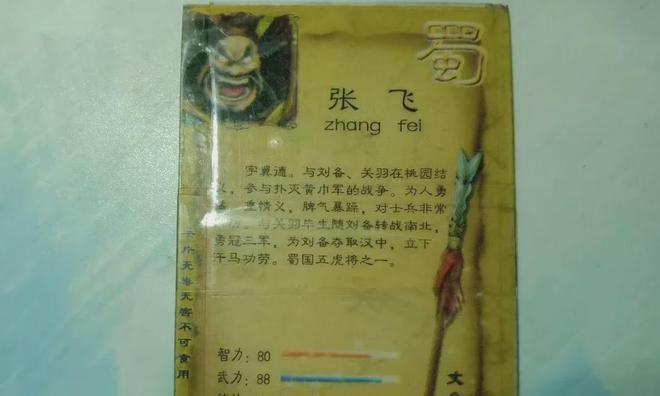 蜀
张 飞
zhang fei
字冀德。与刘备、关羽在桃园结
义，参与扑灭黄巾军的战争。为人勇
重情义，脾气暴躁，对士兵非常
与关羽毕生随刘备转战南北，
勇冠三军，为刘备夺取汉中，立下
汗马功劳。蜀国五虎将之一。
卡片无毒无害不可食用
智力：80
武力：88